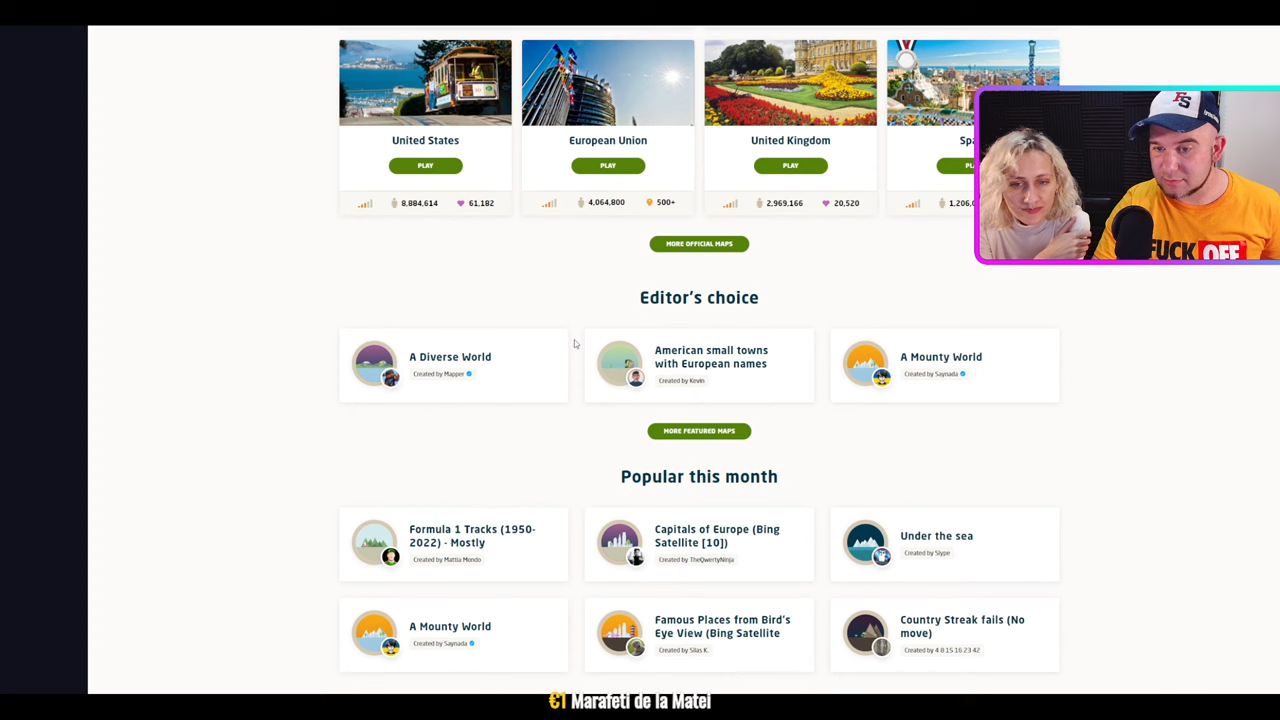 United States
European Union
United Kingdom
PLAY
PLAY
PLAY
8,884,614
61,182
4,064,800
500+
2,969,166
20,520
MORE OFFICIAL MAPS
FS
FUCK OFF
Editor's choice
A Diverse World
Created by Mapper
American small towns
with European names
Created by Kevin
A Mounty World
Created by Saynada
MORE FEATURED MAPS
Popular this month
Formula 1 Tracks (1950-
2022) - Mostly
Created by Mattia Mondo
Capitals of Europe (Bing
Satellite [10])
Created by TheQwertyNinja
Under the sea
Created by Slype
A Mounty World
Created by Saynada
Famous Places from Bird's
Eye View (Bing Satellite
Created by Silas K.
Country Streak fails (No
move)
Created by 4 8 15 16 23 42
€1 Marafeti de la Matei